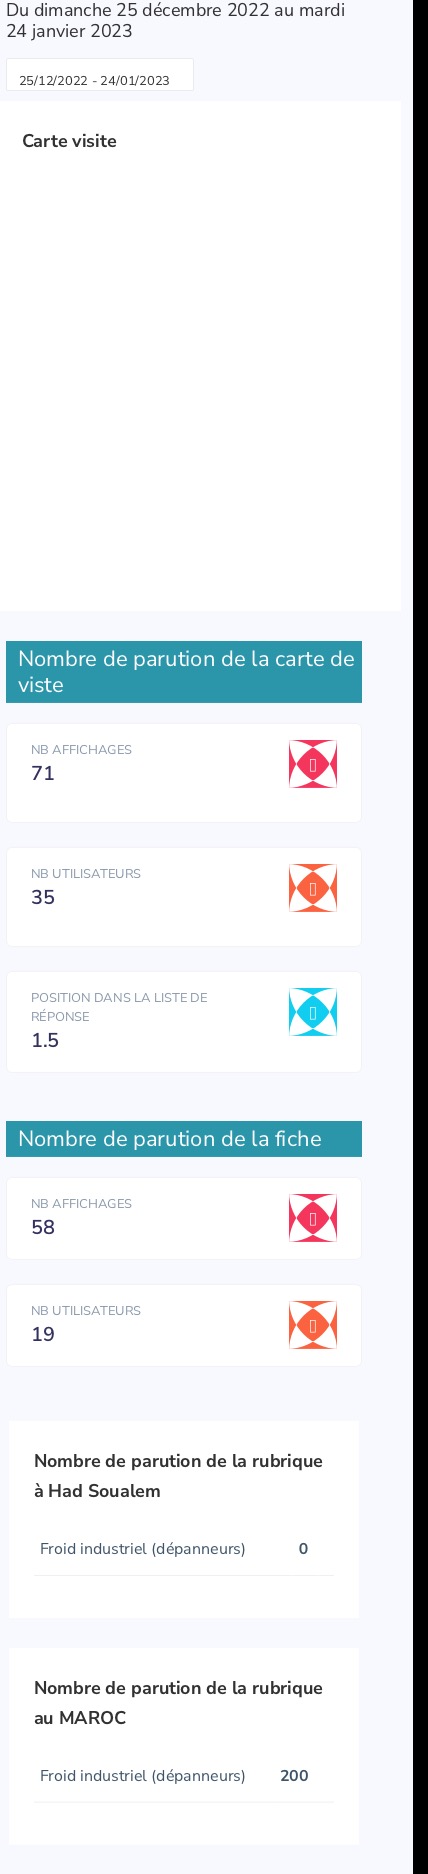 Du dimanche 25 décembre 2022 au mardi
24 janvier 2023
25/12/2022 - 24/01/2023
Carte visite
Nombre de parution de la carte de
viste
NB AFFICHAGES
71
NB UTILISATEURS
35
POSITION DANS LA LISTE DE
RÉPONSE
1.5
Nombre de parution de la fiche
NB AFFICHAGES
58
NB UTILISATEURS
19
Nombre de parution de la rubrique
à Had Soualem
Froid industriel (dépanneurs) 0
Nombre de parution de la rubrique
au MAROC
Froid industriel (dépanneurs) 200